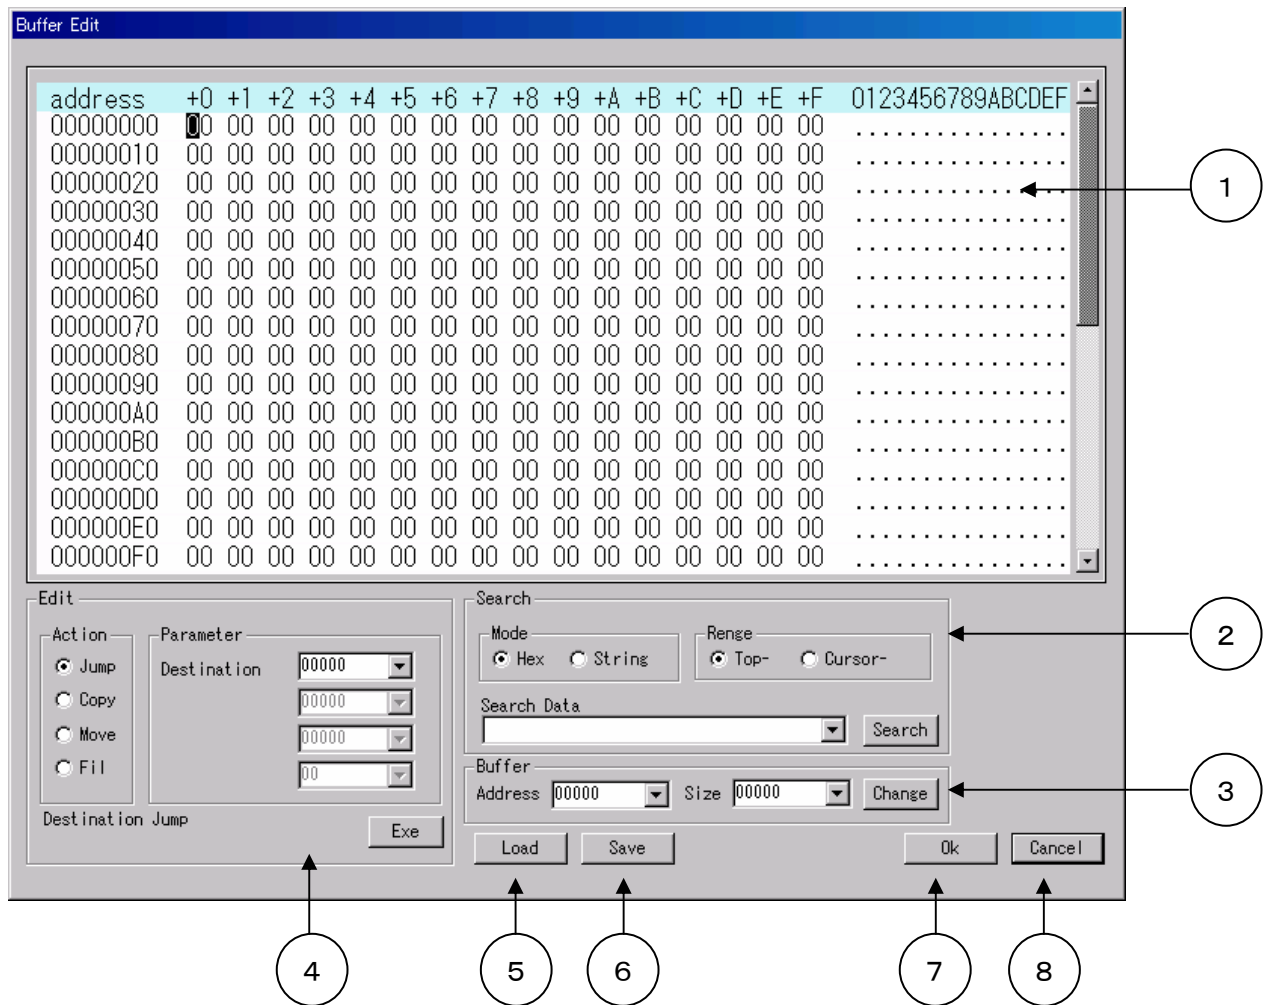 Buffer Edit
address +0 +1 +2 +3 +4 +5 +6 +7 +8 +9 +A +B +C +D +E +F 0123456789ABCDEF
00000000 00 00 00 00 00 00 00 00 00 00 00 00 00 00 00 00 ................
00000010 00 00 00 00 00 00 00 00 00 00 00 00 00 00 00 00 ................
00000020 00 00 00 00 00 00 00 00 00 00 00 00 00 00 00 00 ................
00000030 00 00 00 00 00 00 00 00 00 00 00 00 00 00 00 00 ................
00000040 00 00 00 00 00 00 00 00 00 00 00 00 00 00 00 00 ................
00000050 00 00 00 00 00 00 00 00 00 00 00 00 00 00 00 00 ................
00000060 00 00 00 00 00 00 00 00 00 00 00 00 00 00 00 00 ................
00000070 00 00 00 00 00 00 00 00 00 00 00 00 00 00 00 00 ................
00000080 00 00 00 00 00 00 00 00 00 00 00 00 00 00 00 00 ................
00000090 00 00 00 00 00 00 00 00 00 00 00 00 00 00 00 00 ................
000000A0 00 00 00 00 00 00 00 00 00 00 00 00 00 00 00 00 ................
000000B0 00 00 00 00 00 00 00 00 00 00 00 00 00 00 00 00 ................
000000C0 00 00 00 00 00 00 00 00 00 00 00 00 00 00 00 00 ................
000000D0 00 00 00 00 00 00 00 00 00 00 00 00 00 00 00 00 ................
000000E0 00 00 00 00 00 00 00 00 00 00 00 00 00 00 00 00 ................
000000F0 00 00 00 00 00 00 00 00 00 00 00 00 00 00 00 00 ................
1
Edit
Action
Jump
Copy
Move
Fil
Parameter
Destination 00000
00000
00000
00
Destination Jump
Exe
Search
Mode
Hex String
Renge
Top- Cursor-
Search Data
Search
2
Buffer
Address 00000 Size 00000 Change
3
Load Save Ok Cancel
4 5 6 7 8